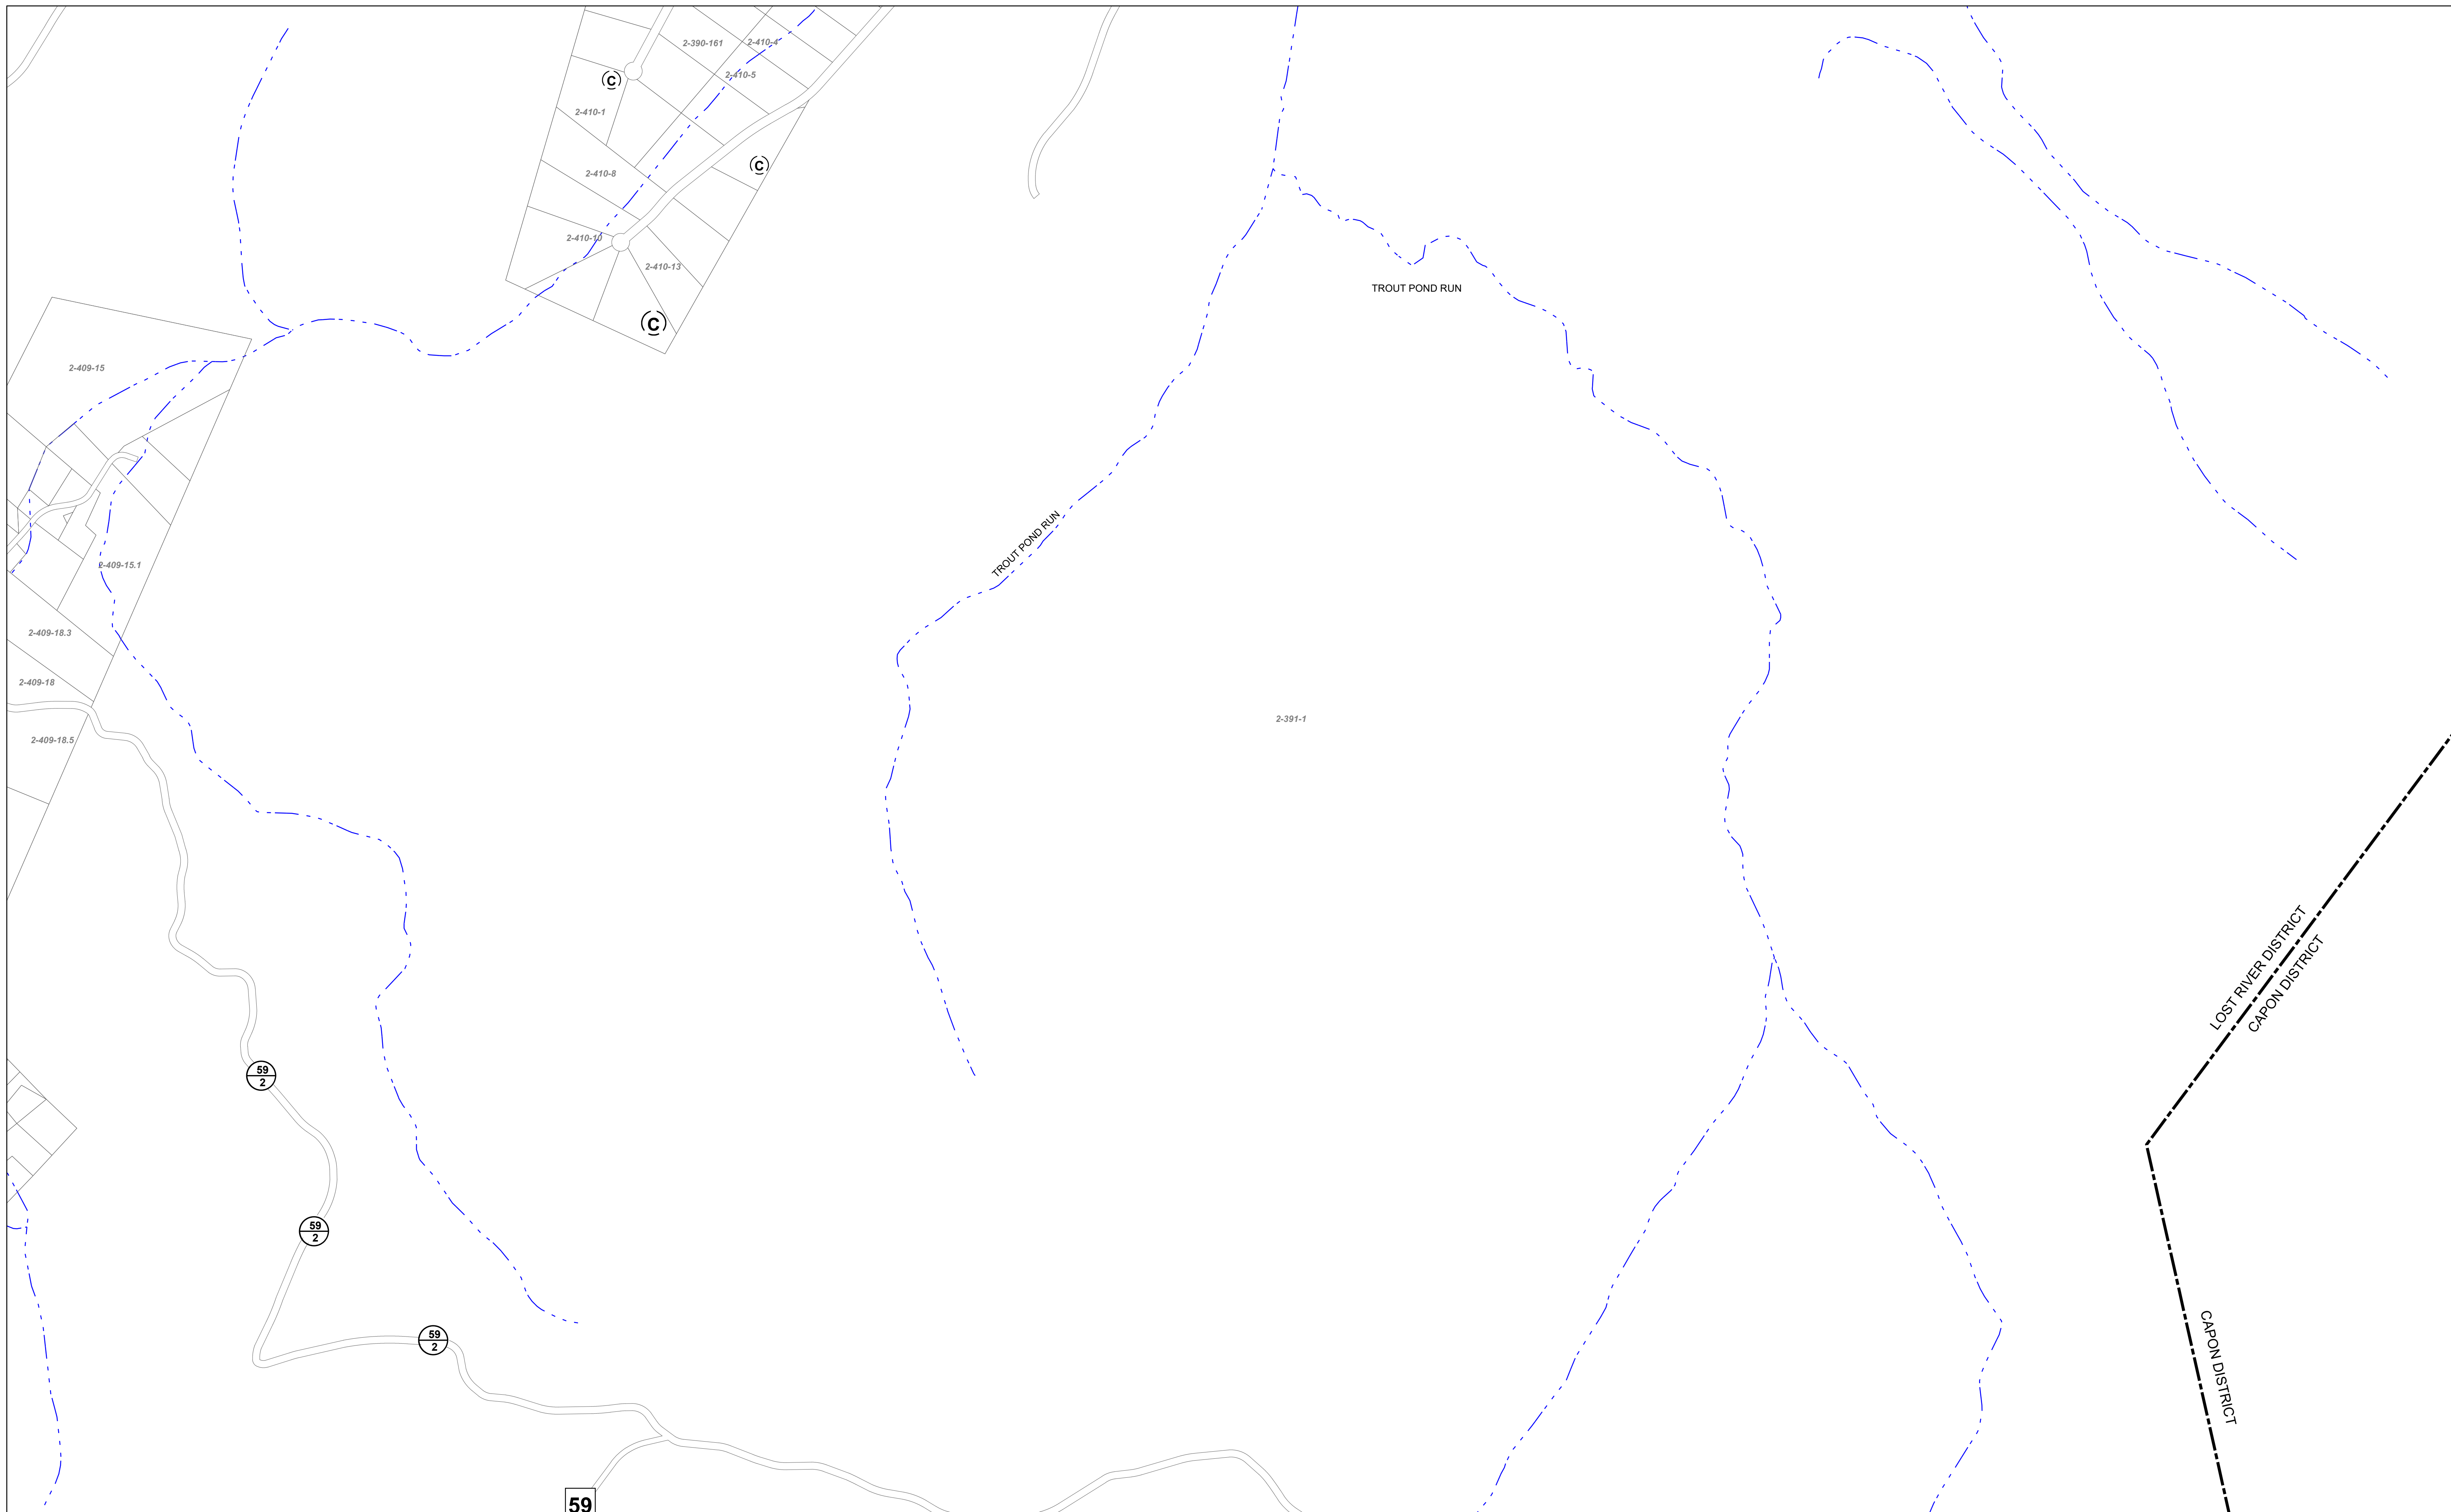 2-390-161
2-410-4
2-410-5
C
2-410-1
C
2-410-8
2-410-10
2-410-13
C
TROUT POND RUN
2-409-15
TROUT POND RUN
2-409-15.1
2-409-18.3
2-409-18
2-391-1
2-409-18.5
LOST RIVER DISTRICT
CAPON DISTRICT
59
2
59
2
59
2
CAPON DISTRICT
59